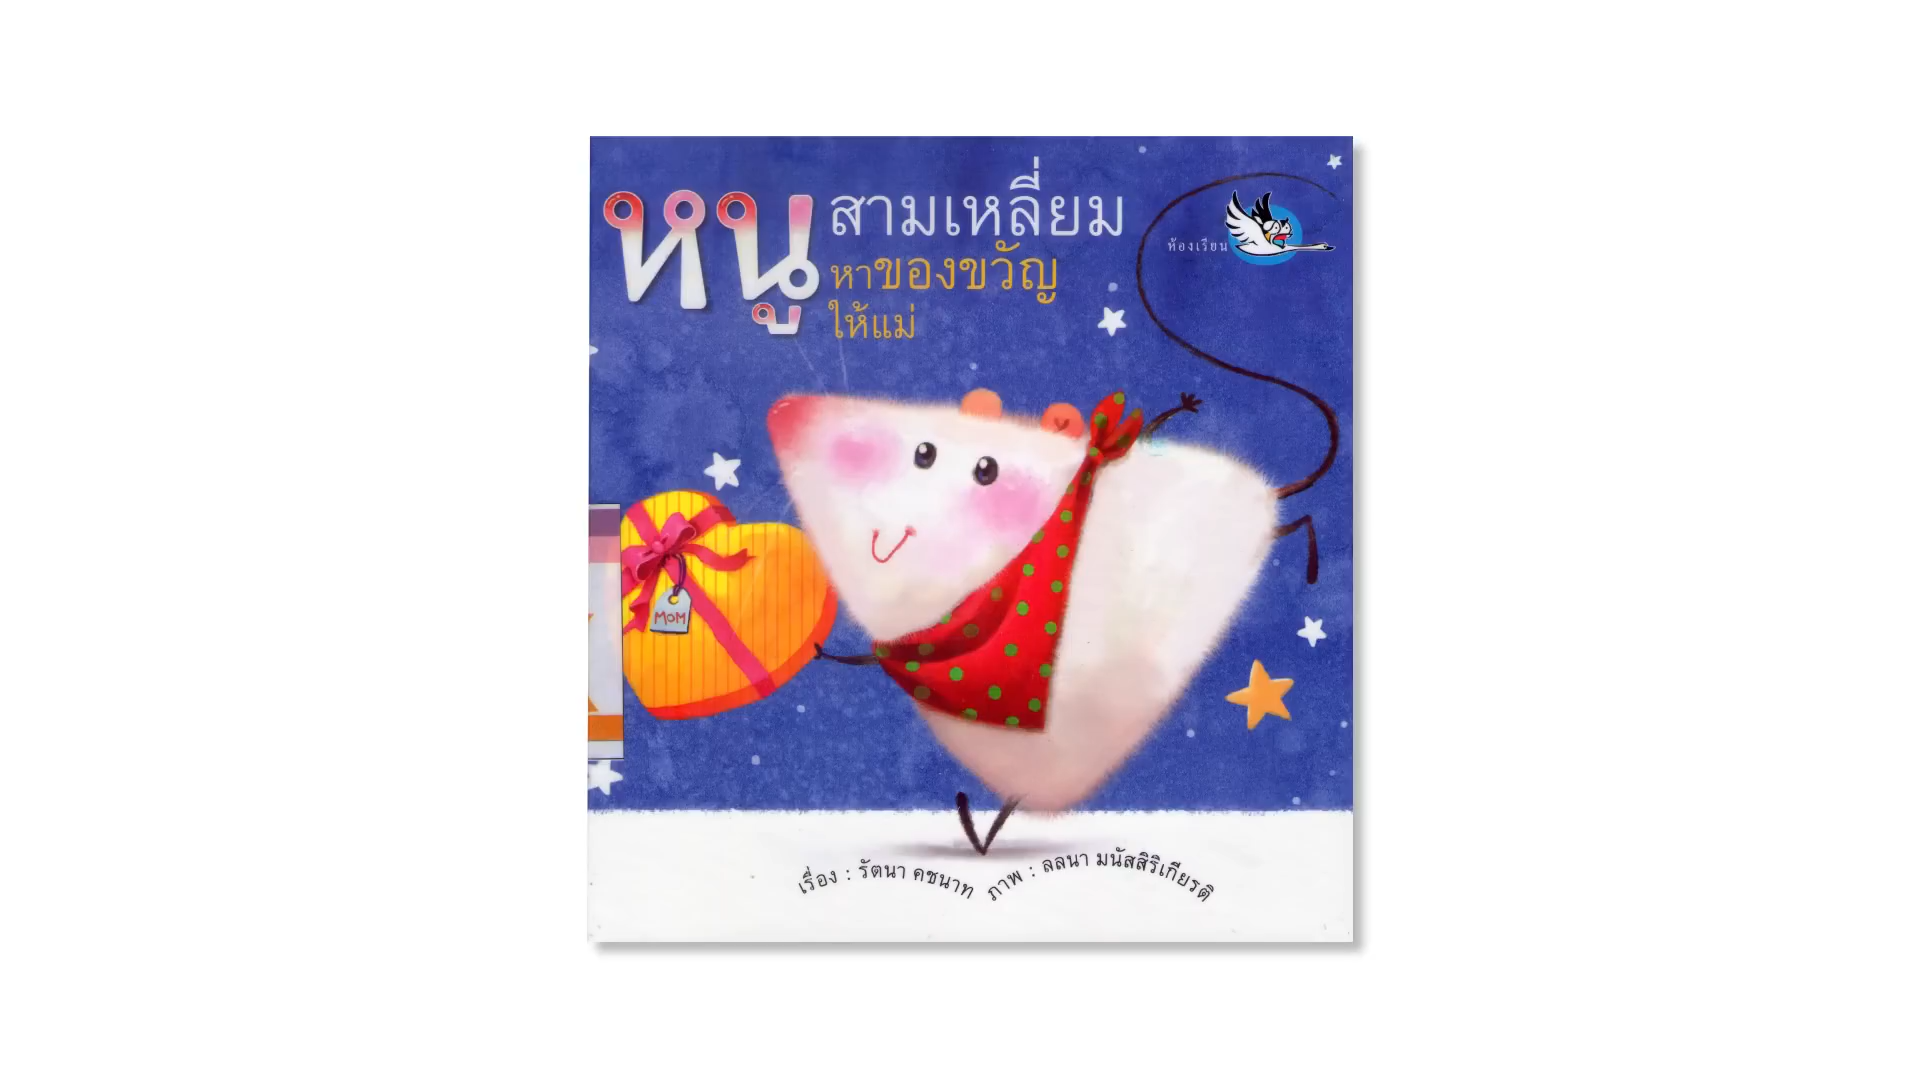 หนูสามเหลี่ยม
หาของขวัญ
ให้แม่
ห้องเรียน
MOM
เรื่อง : รัตนา คชนาท ภาพ : ลลนา มนัสสิริเกียรติ